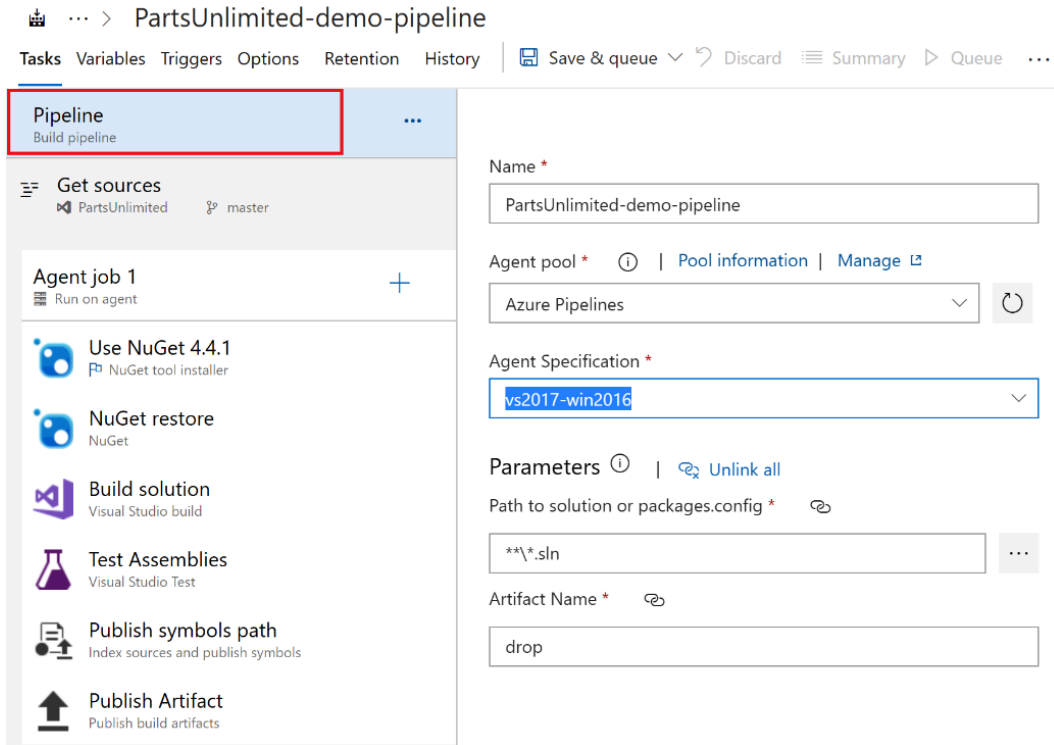 ··· > PartsUnlimited-demo-pipeline
Tasks Variables Triggers Options Retention History Save & queue Discard Summary Queue ...
Pipeline ...
Build pipeline
Get sources
PartsUnlimited master
Agent job 1
Run on agent
Use NuGet 4.4.1
NuGet tool installer
NuGet restore
NuGet
Build solution
Visual Studio build
Test Assemblies
Visual Studio Test
Publish symbols path
Index sources and publish symbols
Publish Artifact
Publish build artifacts
Name *
PartsUnlimited-demo-pipeline
Agent pool * | Pool information | Manage
Azure Pipelines
Agent Specification *
vs2017-win2016
Parameters | Unlink all
Path to solution or packages.config *
**\*.sln ...
Artifact Name *
drop